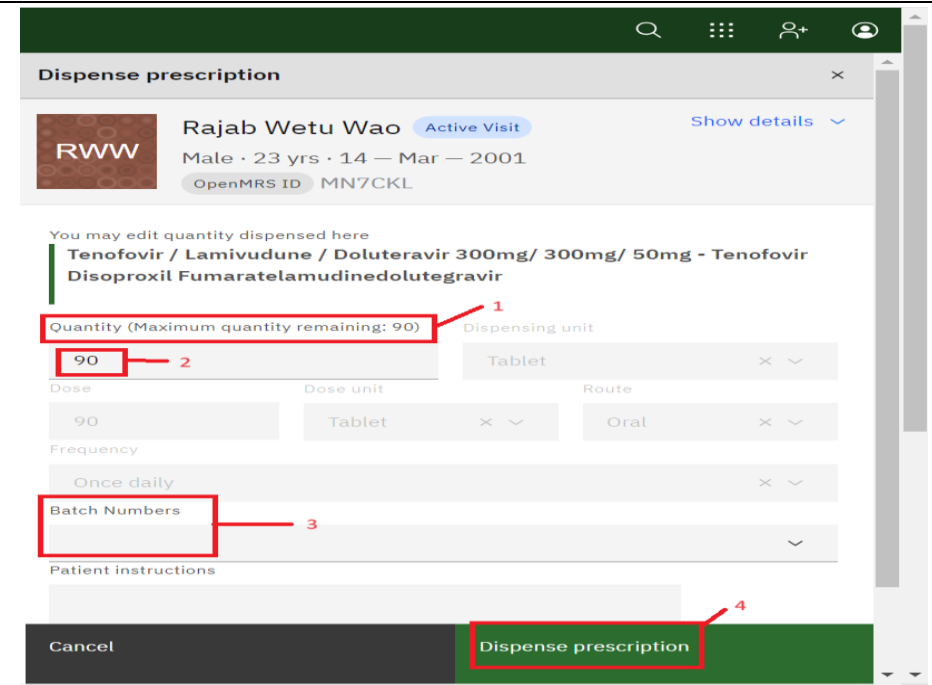 Dispense prescription
RWW
Rajab Wetu Wao Active Visit Show details
Male · 23 yrs · 14 — Mar — 2001
OpenMRS ID MN7CKL
You may edit quantity dispensed here
Tenofovir / Lamivudune / Doluteravir 300mg/ 300mg/ 50mg - Tenofovir
Disoproxil Fumaratelamudinedolutegravir
1
Quantity (Maximum quantity remaining: 90) Dispensing unit
90 2 Tablet
Dose Dose unit Route
90 Tablet Oral
Frequency
Once daily
Batch Numbers
3
Patient instructions
4
Cancel Dispense prescription